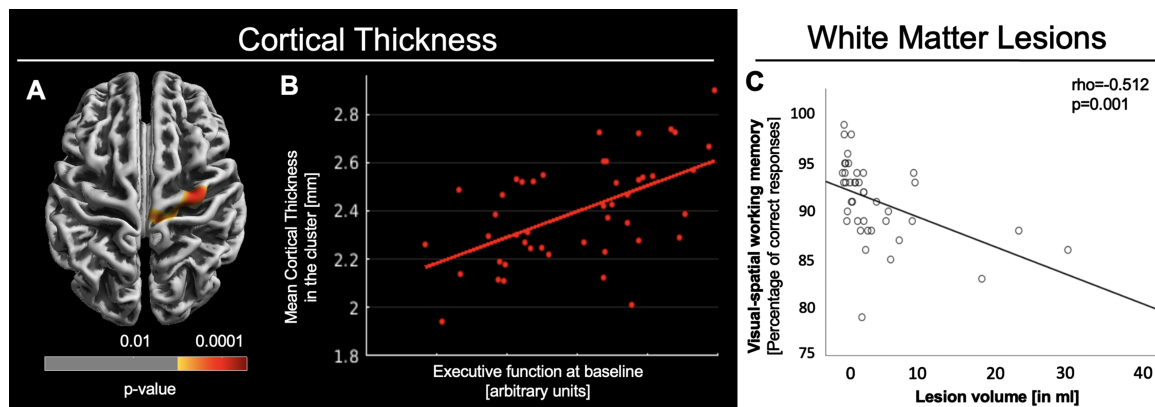 Cortical Thickness
A
0.01 0.0001
p-value
B
Mean Cortical Thickness
in the cluster [mm]
2.8
2.6
2.4
2.2
2
1.8
Executive function at baseline
[arbitrary units]
White Matter Lesions
C
rho=-0.512
p=0.001
Visual-spatial working memory
[Percentage of correct responses]
100
95
90
85
80
75
0 10 20 30 40
Lesion volume [in ml]